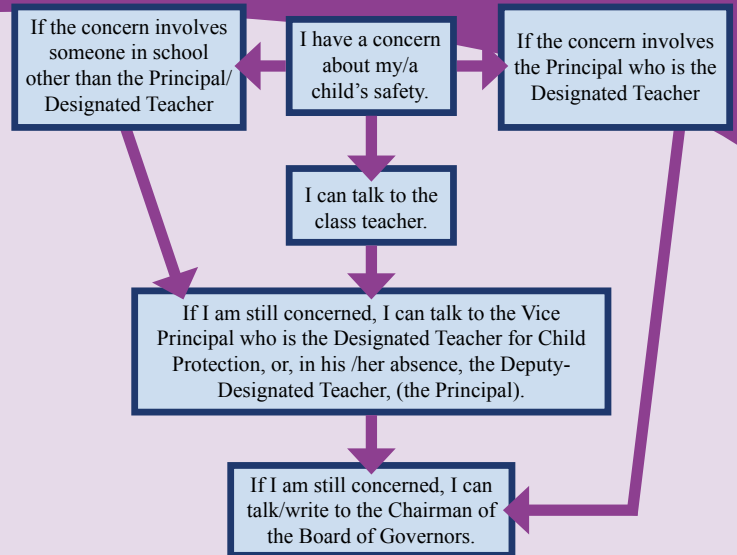 If the concern involves
someone in school
other than the Principal/
Designated Teacher
I have a concern
about my/a
child’s safety.
If the concern involves
the Principal who is the
Designated Teacher
I can talk to the
class teacher.
If I am still concerned, I can talk to the Vice
Principal who is the Designated Teacher for Child
Protection, or, in his /her absence, the Deputy-
Designated Teacher, (the Principal).
If I am still concerned, I can
talk/write to the Chairman of
the Board of Governors.